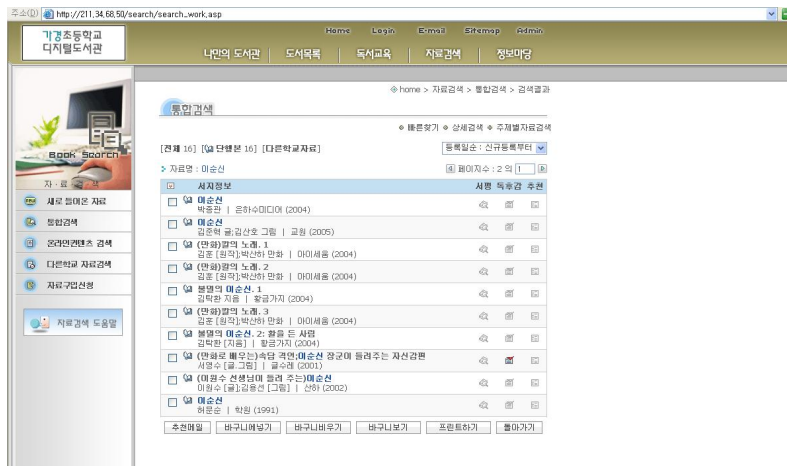 주소(D) http://211,34,68,50/search/search_work,asp
가경초등학교
디지털도서관
Home Login E-mail Sitemap Admin
나만의 도서관 | 도서목록 | 독서교육 | 자료검색 | 정보마당
home > 자료검색 > 통합검색 > 검색결과
통합검색
빠른찾기 상세검색 주제별자료검색
[전체 16] [단행본 16] [다른학교자료]
등록일순 : 신규등록부터
자료명 : 이순신
페이지수 : 2 의 1
서지정보 서평 독후감 추천
이순신
박종관 | 은하수미디어 (2004)
이순신
김준혁 글;김산호 그림 | 교원 (2005)
(만화)칼의 노래. 1
김훈 [원작];박산하 만화 | 아이세움 (2004)
(만화)칼의 노래. 2
김훈 [원작];박산하 만화 | 아이세움 (2004)
불멸의 이순신. 1
김탁환 지음 | 황금가지 (2004)
(만화)칼의 노래. 3
김훈 [원작];박산하 만화 | 아이세움 (2004)
불멸의 이순신. 2: 활을 든 사림
김탁환 [지음] | 황금가지 (2004)
(만화로 배우는)속담 격언;이순신 장군이 들려주는 자신감편
서영수 [글.그림] | 글수레 (2001)
(이원수 선생님이 들려 주는)이순신
이원수 [글];김용선 [그림] | 산하 (2002)
이순신
허문순 | 학원 (1991)
추천메일 바구니에넣기 바구니비우기 바구니보기 프린트하기 돌아가기
Book Search
자·료·검·색
새로 들어온 자료
통합검색
온라인컨텐츠 검색
다른학교 자료검색
자료구입신청
자료검색 도움말